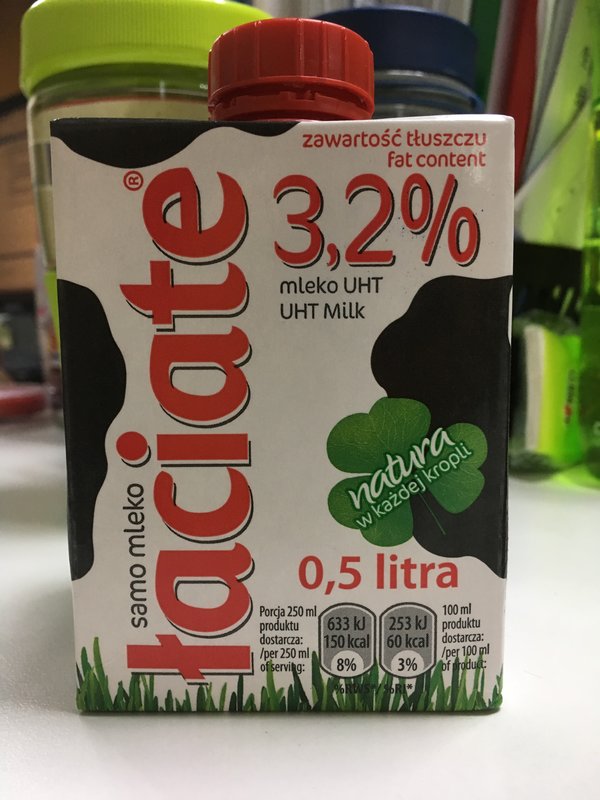 zawartość tłuszczu
fat content
3,2%
mleko UHT
UHT Milk
łaciate®
samo mleko
natura
w każdej kropli
0,5 litra
Porcja 250 ml
produktu
dostarcza:
/per 250 ml
of serving:
633 kJ
150 kcal
8%
253 kJ
60 kcal
3%
100 ml
produktu
dostarcza:
/per 100 ml
of product:
%RWS*/%RI*